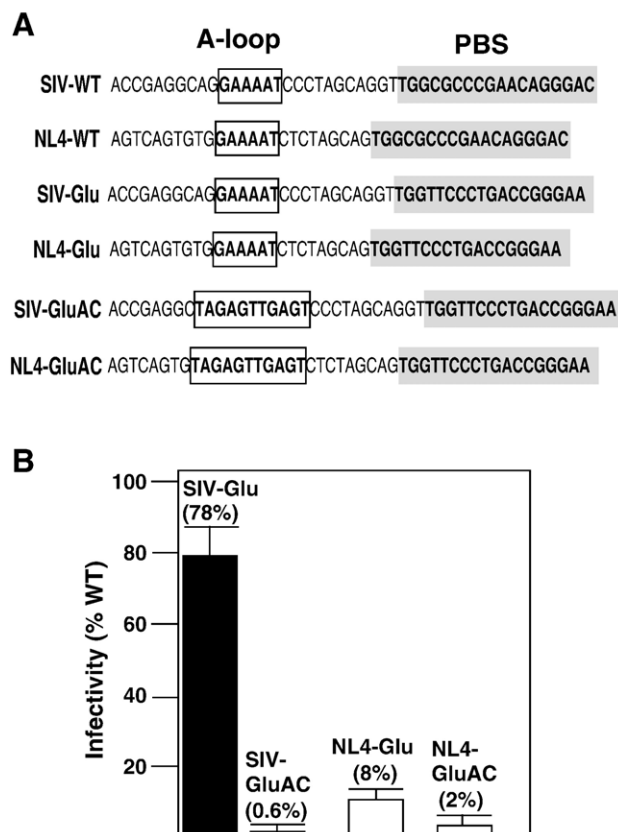 A
A-loop PBS
SIV-WT ACCGAGGCAGGAAAATCCCTAGCAGGTTGGCGCCCGAACAGGGAC
NL4-WT AGTCAGTGTGGAAAATCTCTAGCAGTGGCGCCCGAACAGGGAC
SIV-Glu ACCGAGGCAGGAAAATCCCTAGCAGGTTGGTTCCCTGACCGGGAA
NL4-Glu AGTCAGTGTGGAAAATCTCTAGCAGTGGTTCCCTGACCGGGAA
SIV-GluAC ACCGAGGCTAGAGTTGAGTCCCTAGCAGGTTGGTTCCCTGACCGGGAA
NL4-GluAC AGTCAGTGTAGAGTTGAGTCTCTAGCAGTGGTTCCCTGACCGGGAA
B
Infectivity (% WT)
100
80
60
40
20
SIV-Glu
(78%)
SIV-
GluAC
(0.6%)
NL4-Glu
(8%)
NL4-
GluAC
(2%)